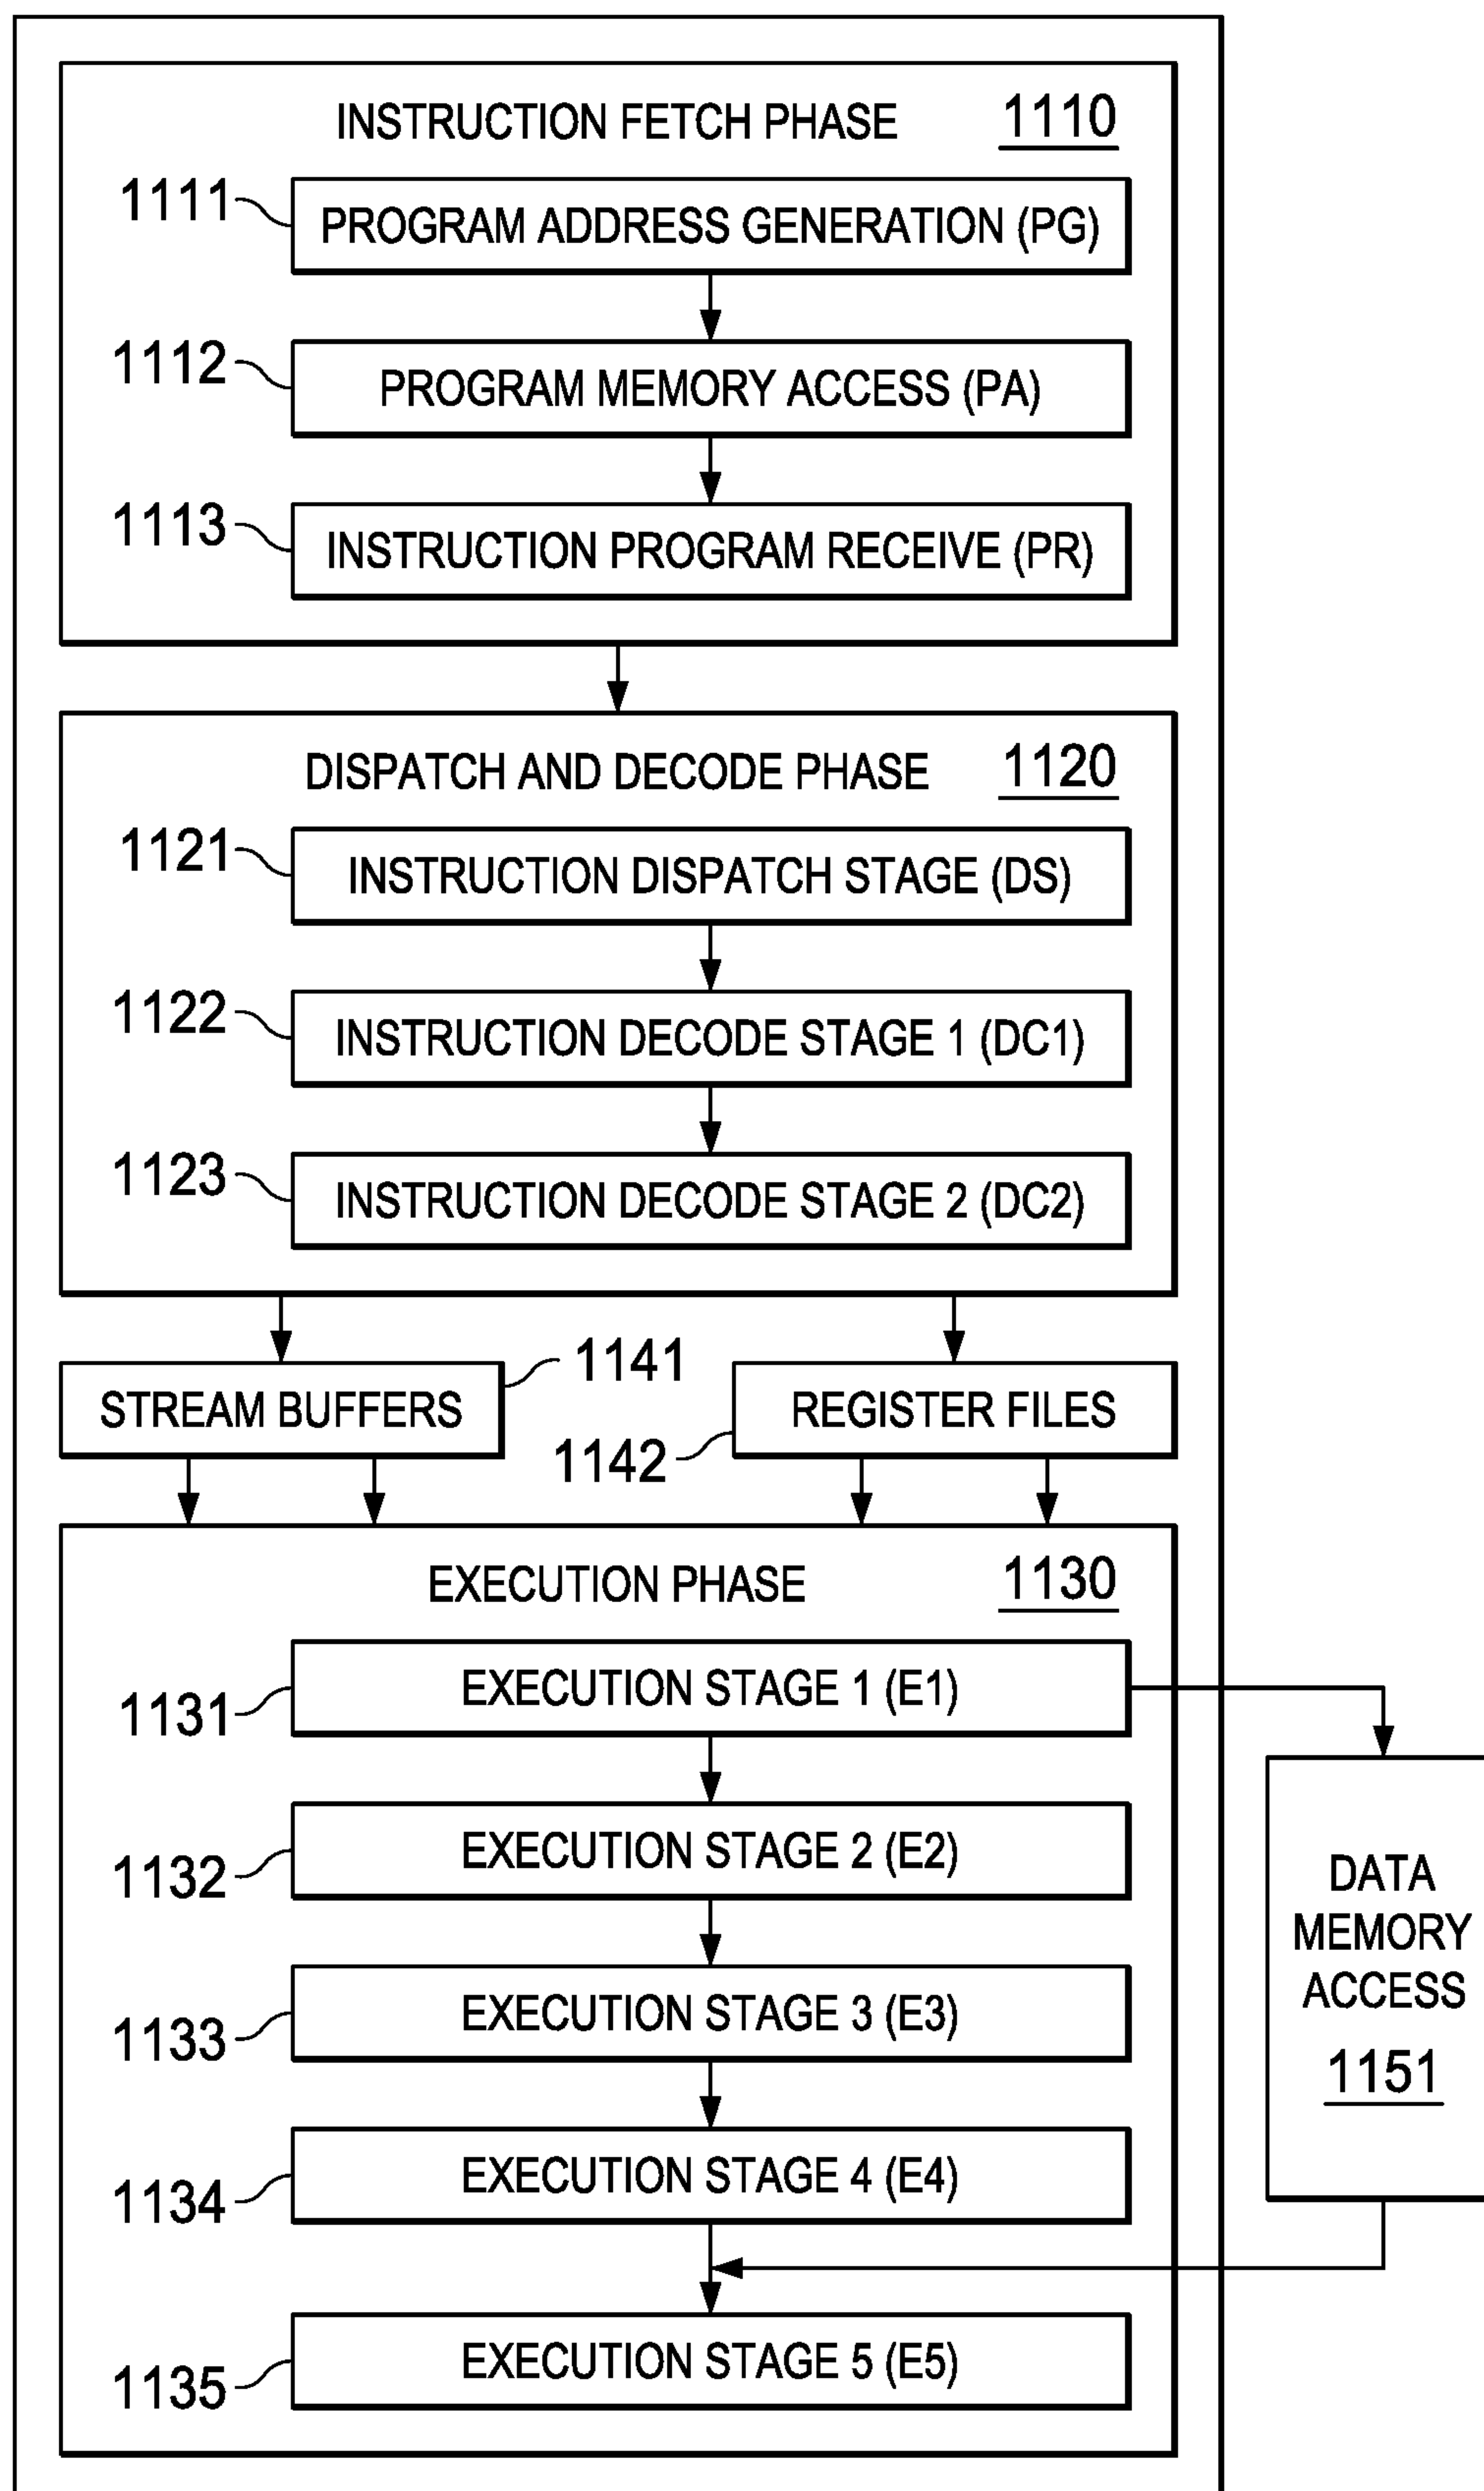 INSTRUCTION FETCH PHASE 1110
1111 PROGRAM ADDRESS GENERATION (PG)
1112 PROGRAM MEMORY ACCESS (PA)
1113 INSTRUCTION PROGRAM RECEIVE (PR)
DISPATCH AND DECODE PHASE 1120
1121 INSTRUCTION DISPATCH STAGE (DS)
1122 INSTRUCTION DECODE STAGE 1 (DC1)
1123 INSTRUCTION DECODE STAGE 2 (DC2)
STREAM BUFFERS
1141
1142
REGISTER FILES
EXECUTION PHASE 1130
1131 EXECUTION STAGE 1 (E1)
1132 EXECUTION STAGE 2 (E2)
1133 EXECUTION STAGE 3 (E3)
1134 EXECUTION STAGE 4 (E4)
1135 EXECUTION STAGE 5 (E5)
DATA
MEMORY
ACCESS
1151